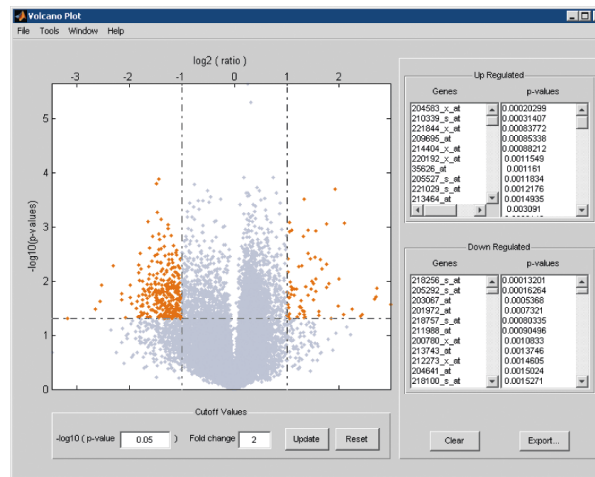 Volcano Plot
File Tools Window Help
log2 ( ratio )
-3 -2 -1 0 1 2
5
4
3
2
1
0
-log10(p-values)
Up Regulated
Genes p-values
204583_x_at 0.00020299
210339_s_at 0.00031407
221844_x_at 0.00083772
209695_at 0.00085338
214404_x_at 0.00088212
220192_x_at 0.0011549
35626_at 0.001161
205527_s_at 0.0011834
221029_s_at 0.0012176
213464_at 0.0014935
0.003091
Down Regulated
Genes p-values
218256_s_at 0.00013201
205292_s_at 0.00016264
203067_at 0.0005368
201972_at 0.0007321
218757_s_at 0.00080335
211988_at 0.00090496
200780_x_at 0.0010833
213743_at 0.0013746
212273_x_at 0.0014605
204641_at 0.0015024
218100_s_at 0.0015271
Cutoff Values
-log10 ( p-value 0.05 ) Fold change 2 Update Reset
Clear Export...